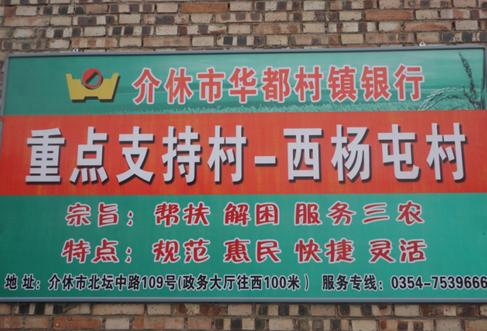 介休市华都村镇银行
重点支持村-西杨屯村
宗旨：帮扶 解困 服务三农
特点：规范 惠民 快捷 灵活
地 址：介休市北坛中路109号(政务大厅往西100米） 服务专线：0354-7539666